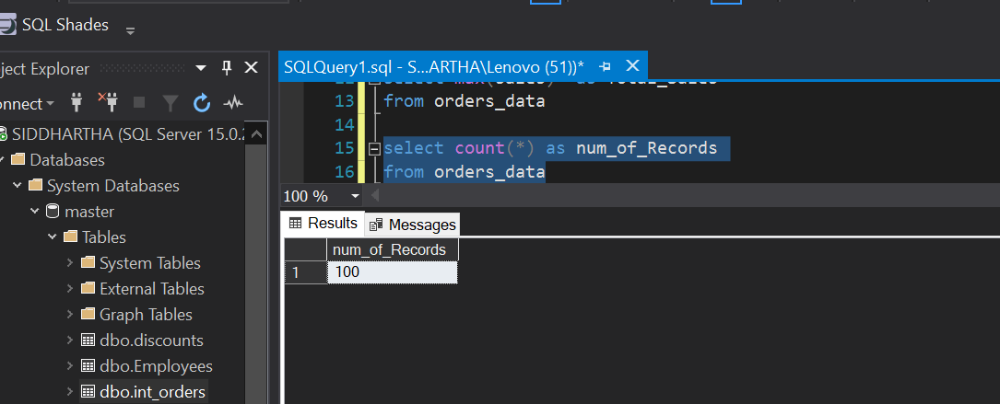 SQL Shades
ject Explorer
onnect
SIDDHARTHA (SQL Server 15.0.2
Databases
System Databases
master
Tables
System Tables
External Tables
Graph Tables
dbo.discounts
dbo.Employees
dbo.int_orders
SQLQuery1.sql - S...ARTHA\Lenovo (51))*
13 from orders_data
14
15 select count(*) as num_of_Records
16 from orders_data
100 %
Results Messages
num_of_Records
1 100